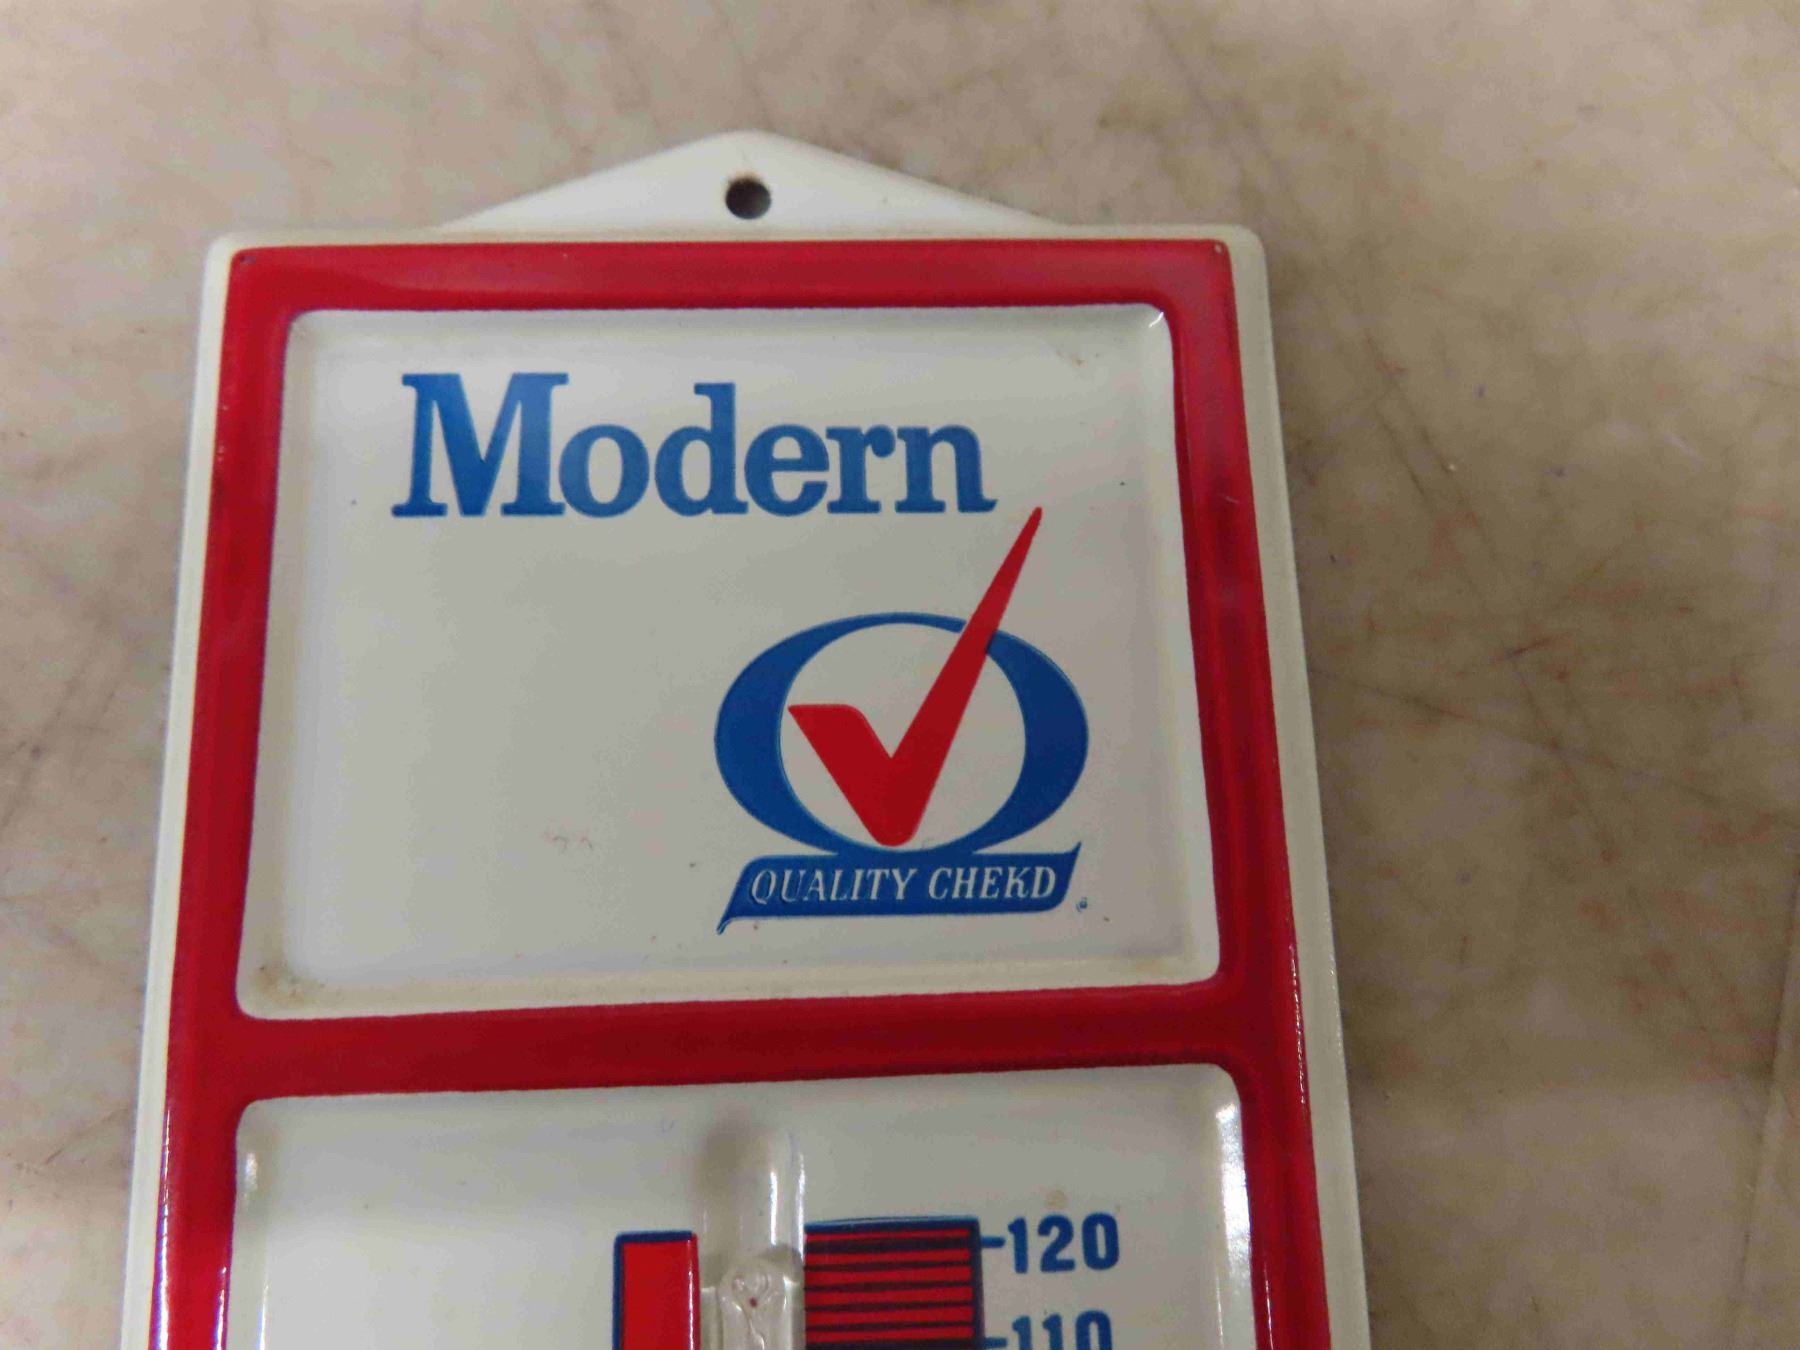 Modern
QUALITY CHEKD
120
110